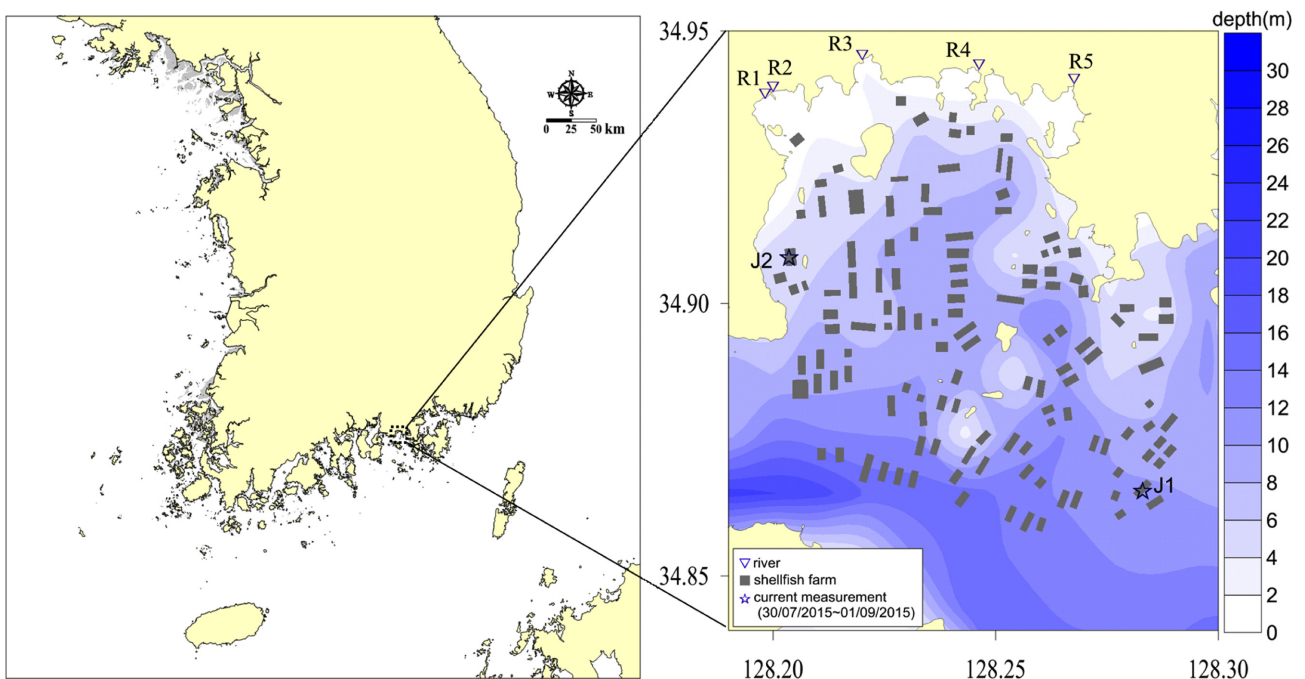 N
W E
S
0 25 50 km
depth(m)
34.95
34.90
34.85
128.20
128.25
128.30
R1
R2
R3
R4
R5
J2
J1
river
shellfish farm
current measurement
(30/07/2015~01/09/2015)
30
28
26
24
22
20
18
16
14
12
10
8
6
4
2
0